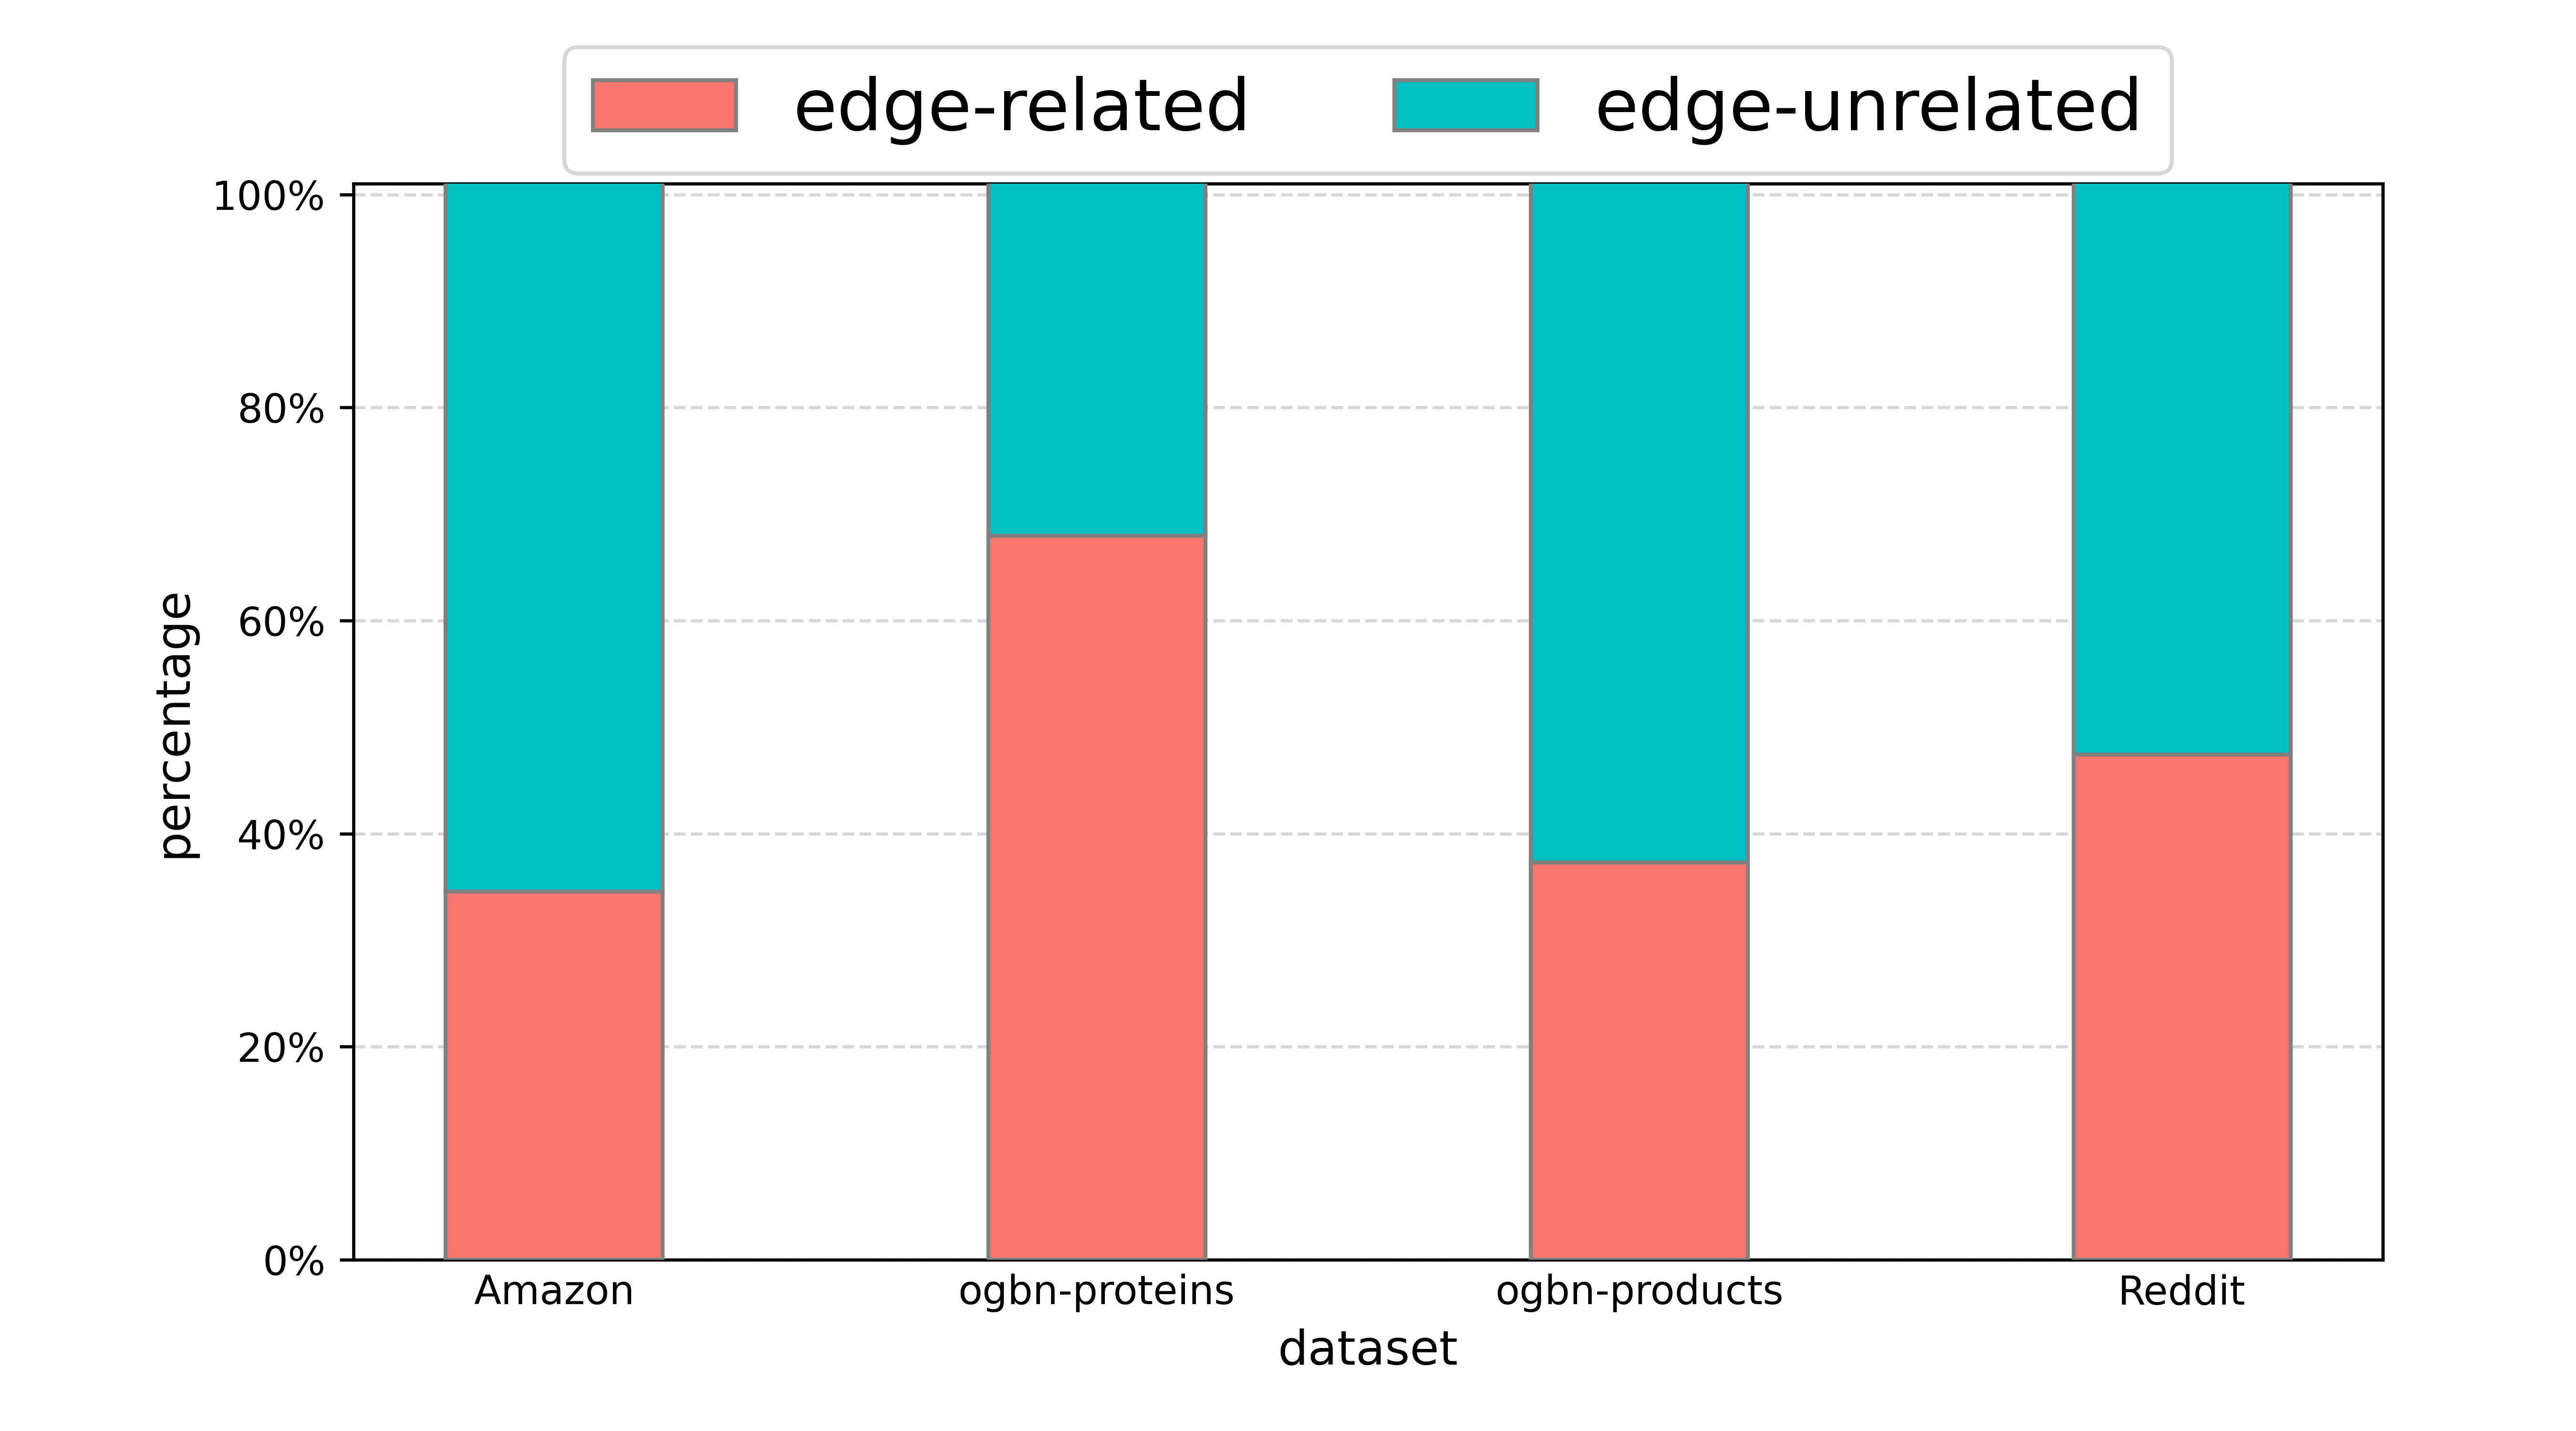 edge-related edge-unrelated
100%
80%
60%
40%
20%
0%
percentage
Amazon ogbn-proteins ogbn-products Reddit
dataset